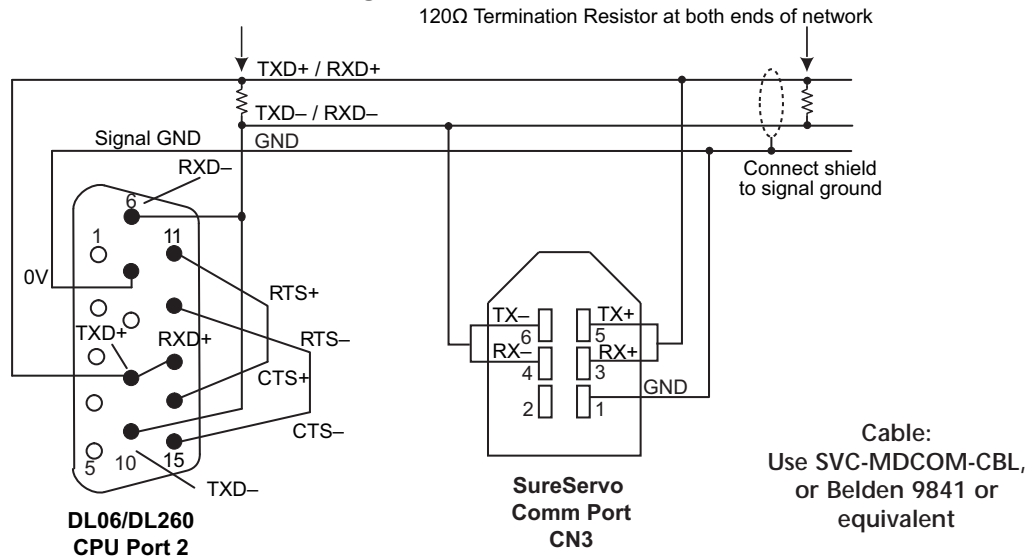 120Ω Termination Resistor at both ends of network
TXD+ / RXD+
TXD– / RXD–
Signal GND
GND
RXD–
Connect shield
to signal ground
6
1
11
0V
RTS+
TXD+
RXD+
RTS–
CTS+
CTS–
5
10
15
TXD–
DL06/DL260
CPU Port 2
TX–
TX+
6
5
RX–
RX+
4
3
GND
2
1
SureServo
Comm Port
CN3
Cable:
Use SVC-MDCOM-CBL,
or Belden 9841 or
equivalent